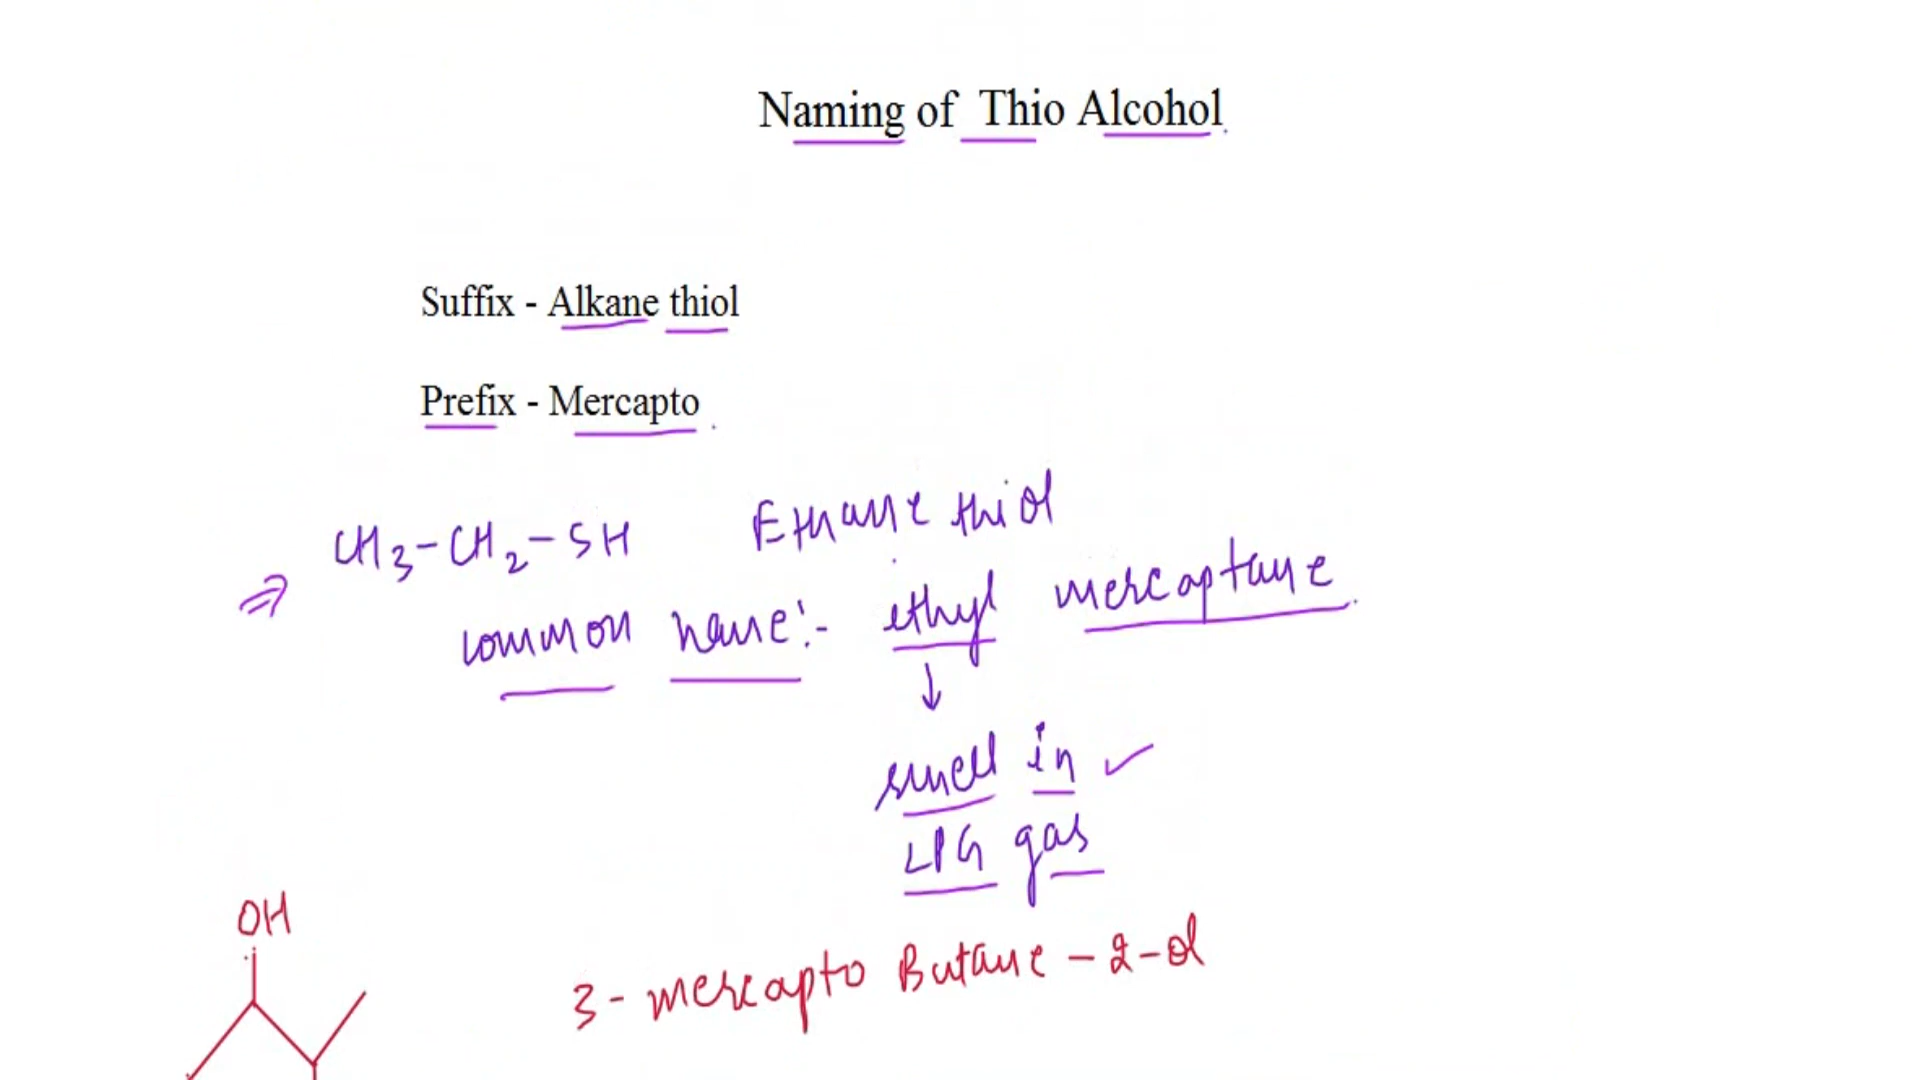 Naming of Thio Alcohol
Suffix - Alkane thiol
Prefix - Mercapto
CH3-CH2-SH Ethane thiol
common name:- ethyl mercaptane
smell in
LPG gas
OH
3-mercapto Butane-2-ol